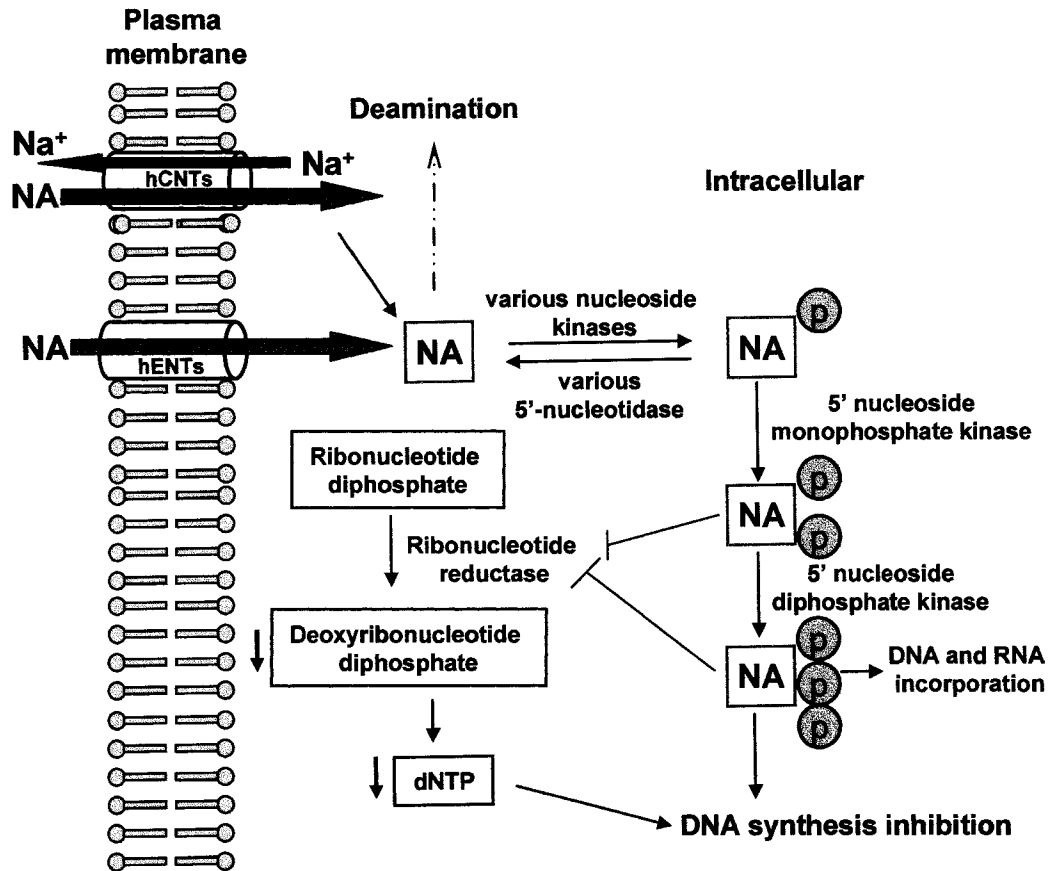 Plasma
membrane
Deamination
Na⁺
Na⁺
hCNTs
NA
Intracellular
various nucleoside
kinases
p
NA
hENTs
NA
NA
various
5'-nucleotidase
5' nucleoside
monophosphate kinase
Ribonucleotide
diphosphate
p
NA
p
Ribonucleotide
reductase
5' nucleoside
diphosphate kinase
Deoxyribonucleotide
diphosphate
p
NA
p
p
DNA and RNA
incorporation
dNTP
DNA synthesis inhibition